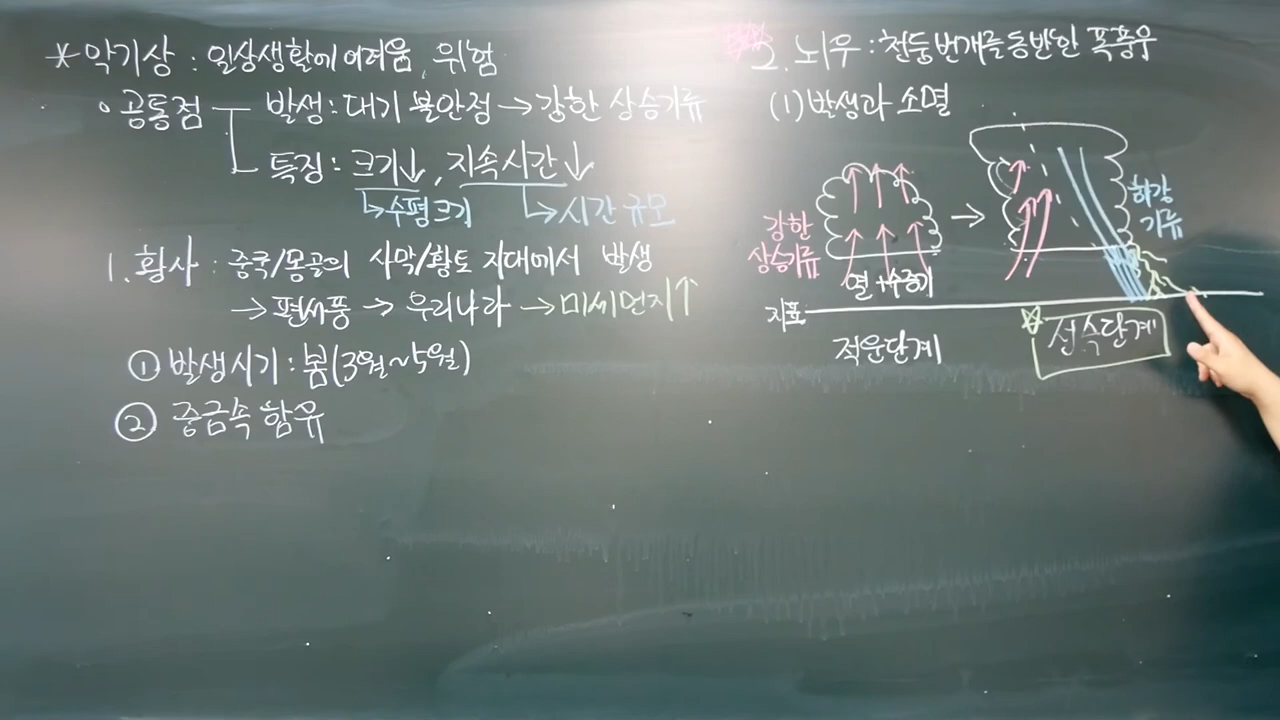 * 악기상 : 일상생활에 어려움, 위험
공통점 발생 : 대기 불안정 → 강한 상승기류
특징 : 크기↓, 지속시간↓
↳수평크기 ↳시간 규모
1. 황사 : 중국/몽골의 사막/황토 지대에서 발생
→ 편서풍 → 우리나라 → 미세먼지↑
① 발생시기 : 봄(3월~5월)
② 중금속 함유
2. 뇌우 : 천둥번개를 동반한 폭풍우
(1) 발생과 소멸
강한
상승기류
열+수증기
→
하강
기류
지표
적운단계
☆ 성숙단계